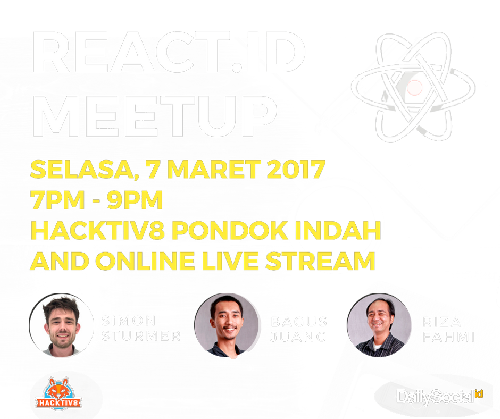 REACT.ID
MEETUP
SELASA, 7 MARET 2017
7PM - 9PM
HACKTIV8 PONDOK INDAH
AND ONLINE LIVE STREAM
SIMON
STURMER
BAGUS
JUANG
RIZA
FAHMI
HACKTIV8
DailySocial.id